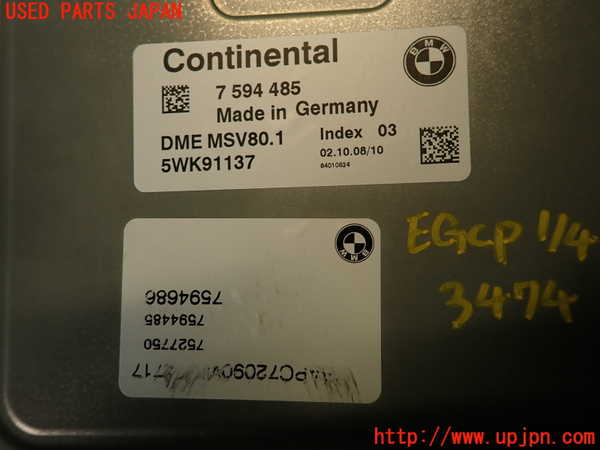 USED PARTS JAPAN
Continental
BMW
7 594 485
Made in Germany
DME MSV80.1 Index 03
5WK91137 02.10.08/10
84010824
EGcp 1/4
3474
BMW
7594686
7594485
7527750
717
http://www.upjpn.com